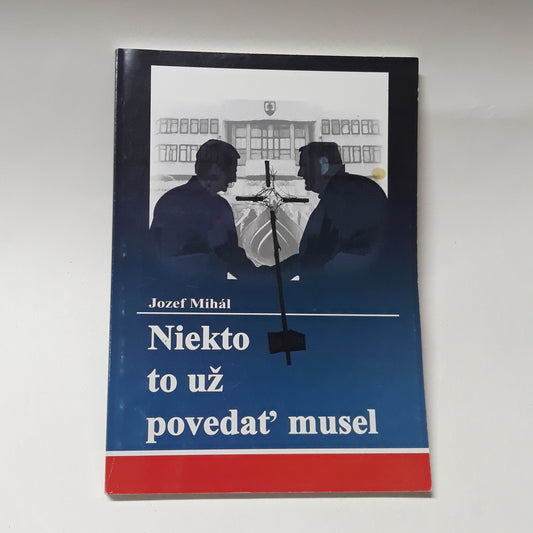 Jozef Mihál
Niekto
to už
povedať musel